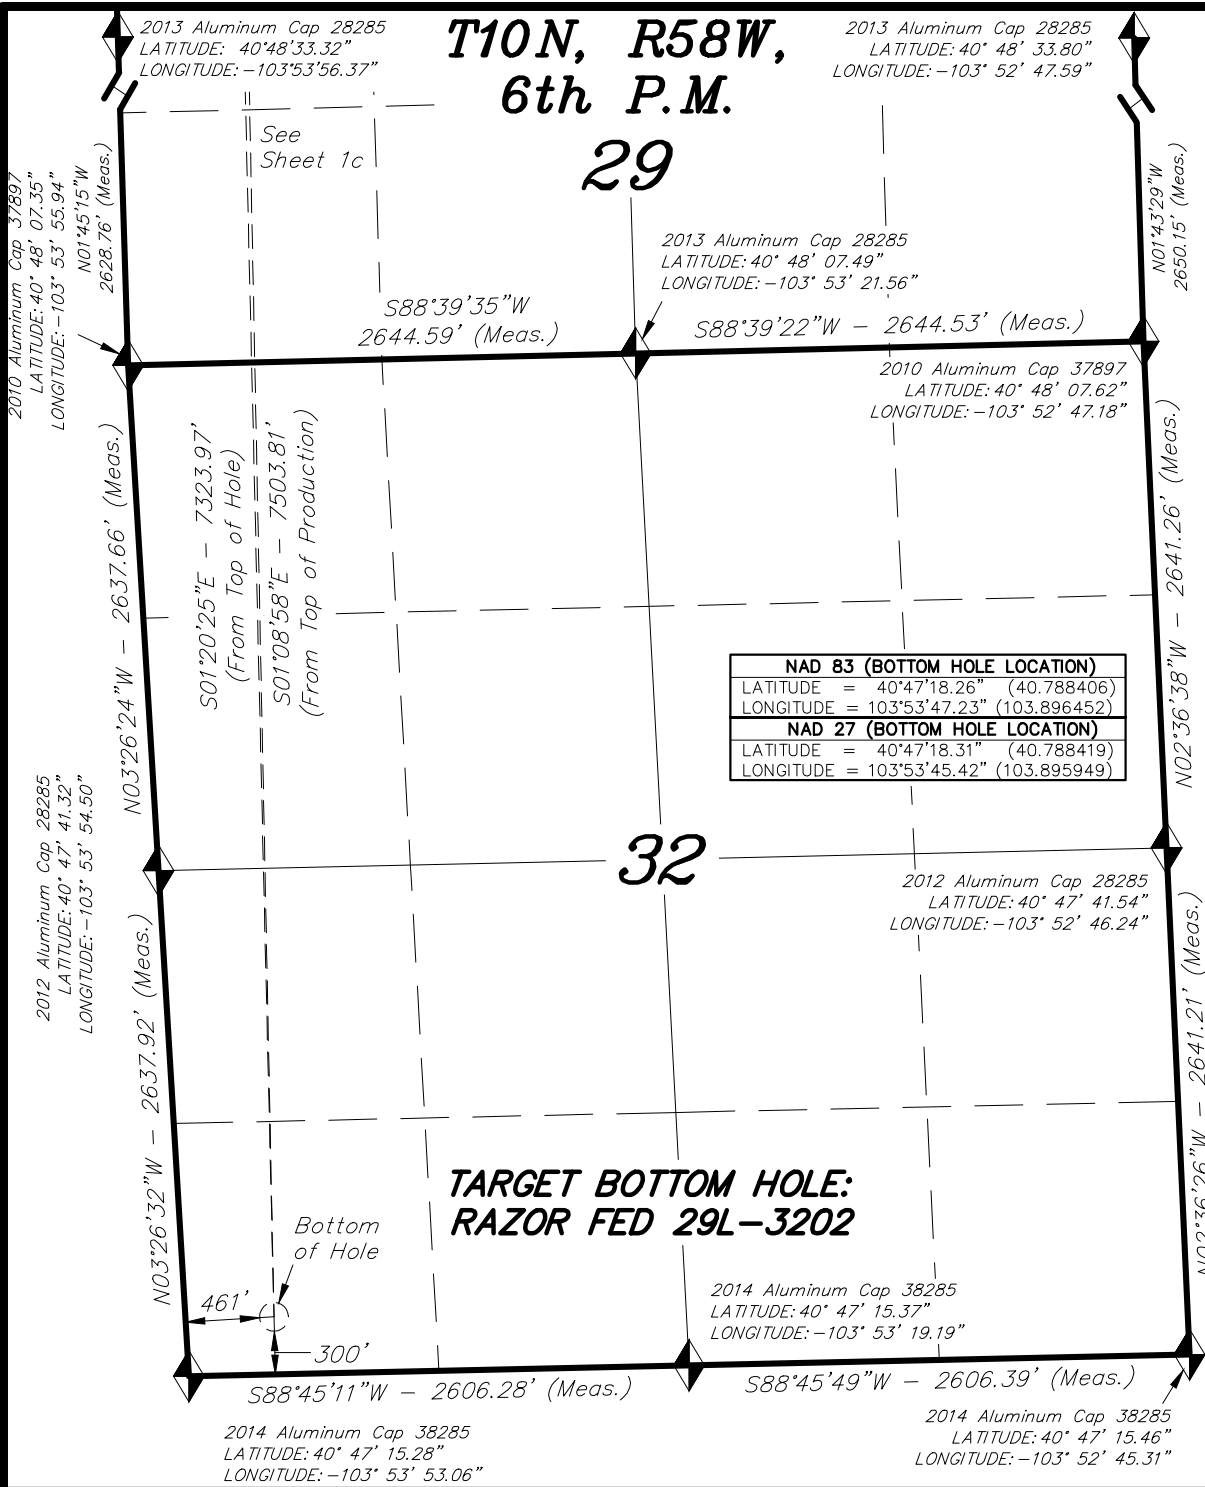 2013 Aluminum Cap 28285
LATITUDE: 40°48'33.32"
LONGITUDE: -103°53'56.37"
T10N, R58W,
6th P.M.
2013 Aluminum Cap 28285
LATITUDE: 40° 48' 33.80"
LONGITUDE: -103° 52' 47.59"
See
Sheet 1c
29
2010 Aluminum Cap 37897
LATITUDE: 40° 48' 07.35"
LONGITUDE: -103° 53' 55.94"
N01°45'15"W
2628.76' (Meas.)
N01°43'29"W
2650.15' (Meas.)
2013 Aluminum Cap 28285
LATITUDE: 40° 48' 07.49"
LONGITUDE: -103° 53' 21.56"
S88°39'35"W
2644.59' (Meas.)
S88°39'22"W - 2644.53' (Meas.)
2010 Aluminum Cap 37897
LATITUDE: 40° 48' 07.62"
LONGITUDE: -103° 52' 47.18"
N03°26'24"W - 2637.66' (Meas.)
S01°20'25"E - 7323.97'
(From Top of Hole)
S01°08'58"E - 7503.81'
(From Top of Production)
N02°36'38"W - 2641.26' (Meas.)
NAD 83 (BOTTOM HOLE LOCATION)
LATITUDE = 40°47'18.26" (40.788406)
LONGITUDE = 103°53'47.23" (103.896452)
NAD 27 (BOTTOM HOLE LOCATION)
LATITUDE = 40°47'18.31" (40.788419)
LONGITUDE = 103°53'45.42" (103.895949)
2012 Aluminum Cap 28285
LATITUDE: 40° 47' 41.32"
LONGITUDE: -103° 53' 54.50"
32
2012 Aluminum Cap 28285
LATITUDE: 40° 47' 41.54"
LONGITUDE: -103° 52' 46.24"
N03°26'32"W - 2637.92' (Meas.)
N02°36'26"W - 2641.21' (Meas.)
TARGET BOTTOM HOLE:
RAZOR FED 29L-3202
Bottom
of Hole
461'
300'
2014 Aluminum Cap 38285
LATITUDE: 40° 47' 15.37"
LONGITUDE: -103° 53' 19.19"
S88°45'11"W - 2606.28' (Meas.)
S88°45'49"W - 2606.39' (Meas.)
2014 Aluminum Cap 38285
LATITUDE: 40° 47' 15.28"
LONGITUDE: -103° 53' 53.06"
2014 Aluminum Cap 38285
LATITUDE: 40° 47' 15.46"
LONGITUDE: -103° 52' 45.31"